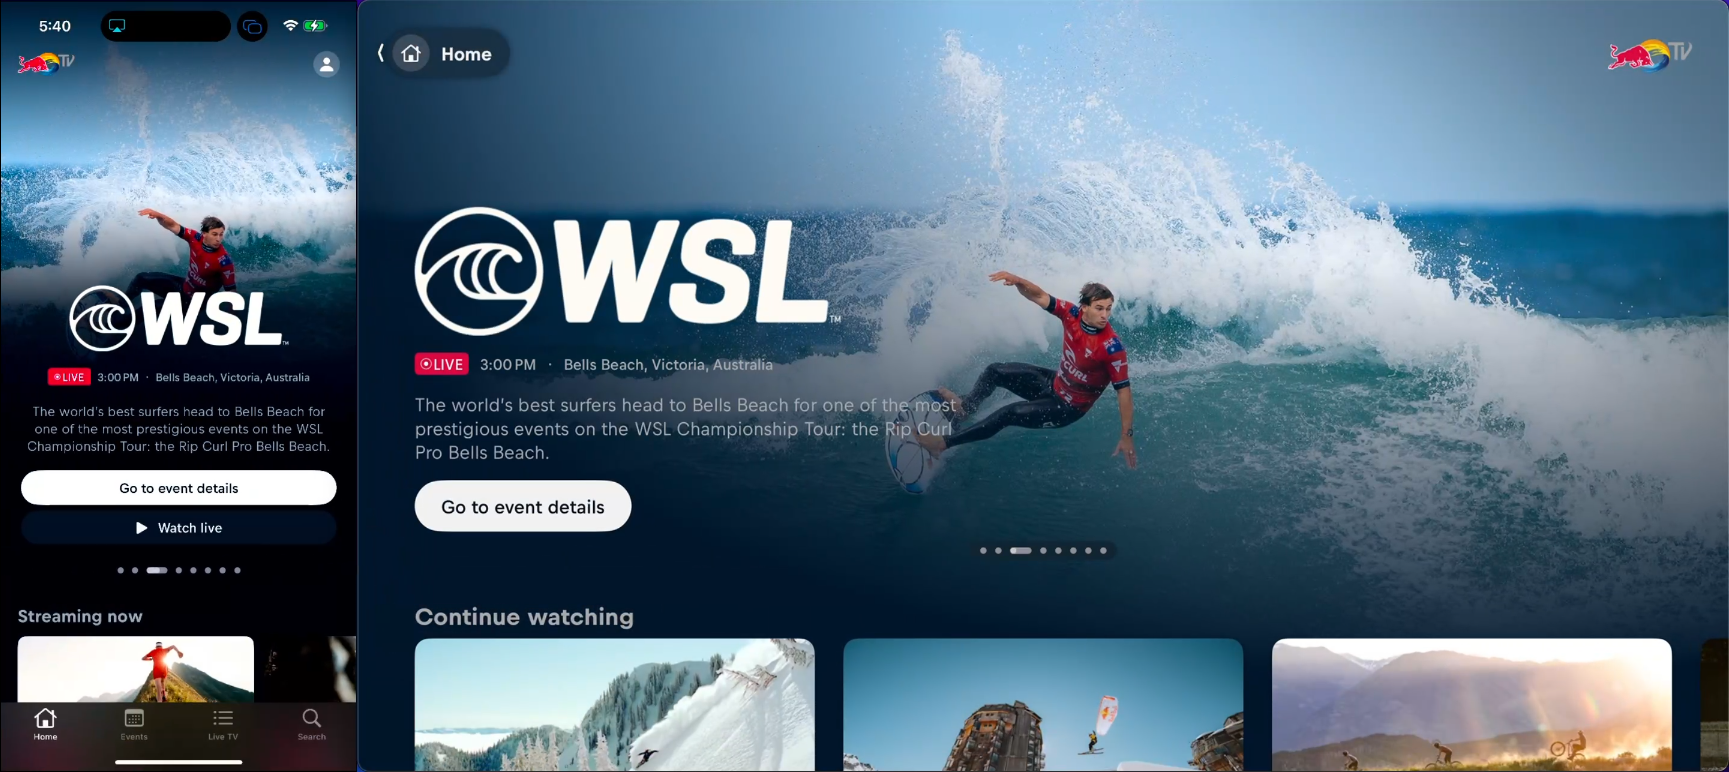 5:40
TV
WSL
TM
LIVE 3:00 PM · Bells Beach, Victoria, Australia
The world's best surfers head to Bells Beach for
one of the most prestigious events on the WSL
Championship Tour: the Rip Curl Pro Bells Beach.
Go to event details
Watch live
Streaming now
Home
Events
Live TV
Search
Home
TV
WSL
TM
LIVE 3:00 PM · Bells Beach, Victoria, Australia
The world's best surfers head to Bells Beach for one of the most
prestigious events on the WSL Championship Tour: the Rip Curl
Pro Bells Beach.
Go to event details
Continue watching